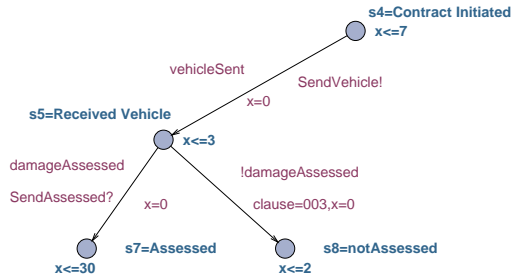 s4=Contract Initiated
x<=7
vehicleSent
SendVehicle!
x=0
s5=Received Vehicle
x<=3
damageAssessed
!damageAssessed
SendAssessed?
x=0
clause=003,x=0
s7=Assessed
s8=notAssessed
x<=30
x<=2